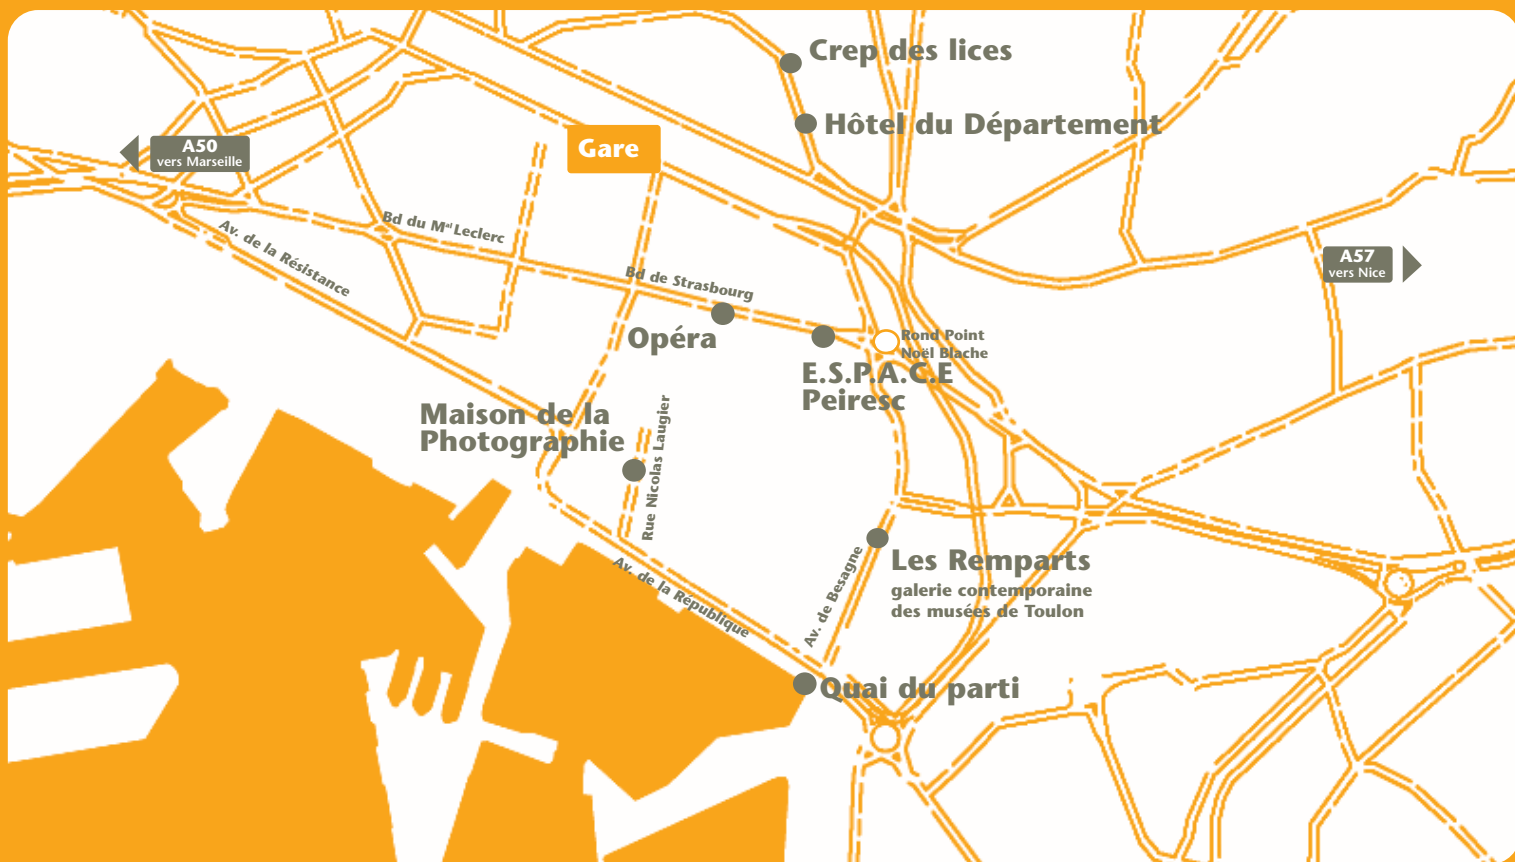 Crep des lices
Hôtel du Département
A50
vers Marseille
Gare
Bd du Mal Leclerc
Av. de la Résistance
A57
vers Nice
Bd de Strasbourg
Opéra
Rond Point
Noël Blache
E.S.P.A.C.E
Peiresc
Maison de la
Photographie
Rue Nicolas Laugier
Av. de la République
Av. de Besagne
Les Remparts
galerie contemporaine
des musées de Toulon
Quai du parti